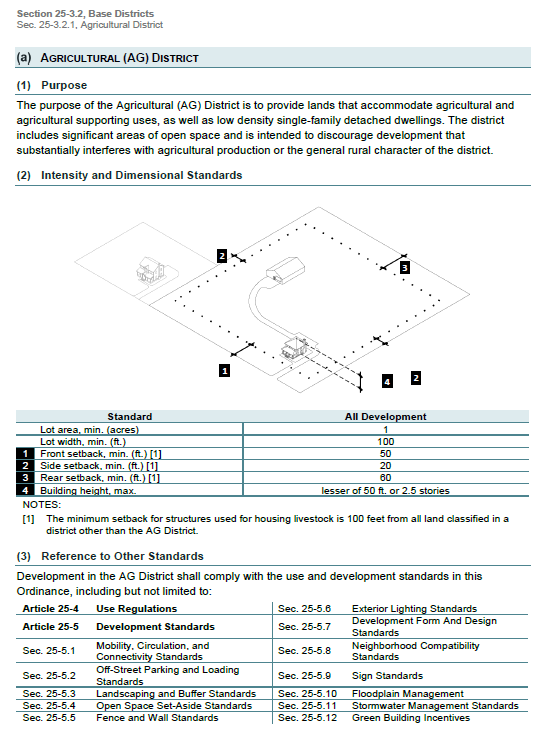 Section 25-3.2, Base Districts
Sec. 25-3.2.1, Agricultural District
(a) AGRICULTURAL (AG) DISTRICT
(1) Purpose
The purpose of the Agricultural (AG) District is to provide lands that accommodate agricultural and
agricultural supporting uses, as well as low density single-family detached dwellings. The district
includes significant areas of open space and is intended to discourage development that
substantially interferes with agricultural production or the general rural character of the district.
(2) Intensity and Dimensional Standards
2
3
1
4
2
Standard All Development
Lot area, min. (acres) 1
Lot width, min. (ft.) 100
1 Front setback, min. (ft.) [1] 50
2 Side setback, min. (ft.) [1] 20
3 Rear setback, min. (ft.) [1] 60
4 Building height, max. lesser of 50 ft. or 2.5 stories
NOTES:
[1] The minimum setback for structures used for housing livestock is 100 feet from all land classified in a
district other than the AG District.
(3) Reference to Other Standards
Development in the AG District shall comply with the use and development standards in this
Ordinance, including but not limited to:
Article 25-4 Use Regulations Sec. 25-5.6 Exterior Lighting Standards
Article 25-5 Development Standards Sec. 25-5.7 Development Form And Design
Standards
Sec. 25-5.1 Mobility, Circulation, and
Connectivity Standards Sec. 25-5.8 Neighborhood Compatibility
Standards
Sec. 25-5.2 Off-Street Parking and Loading
Standards Sec. 25-5.9 Sign Standards
Sec. 25-5.3 Landscaping and Buffer Standards Sec. 25-5.10 Floodplain Management
Sec. 25-5.4 Open Space Set-Aside Standards Sec. 25-5.11 Stormwater Management Standards
Sec. 25-5.5 Fence and Wall Standards Sec. 25-5.12 Green Building Incentives